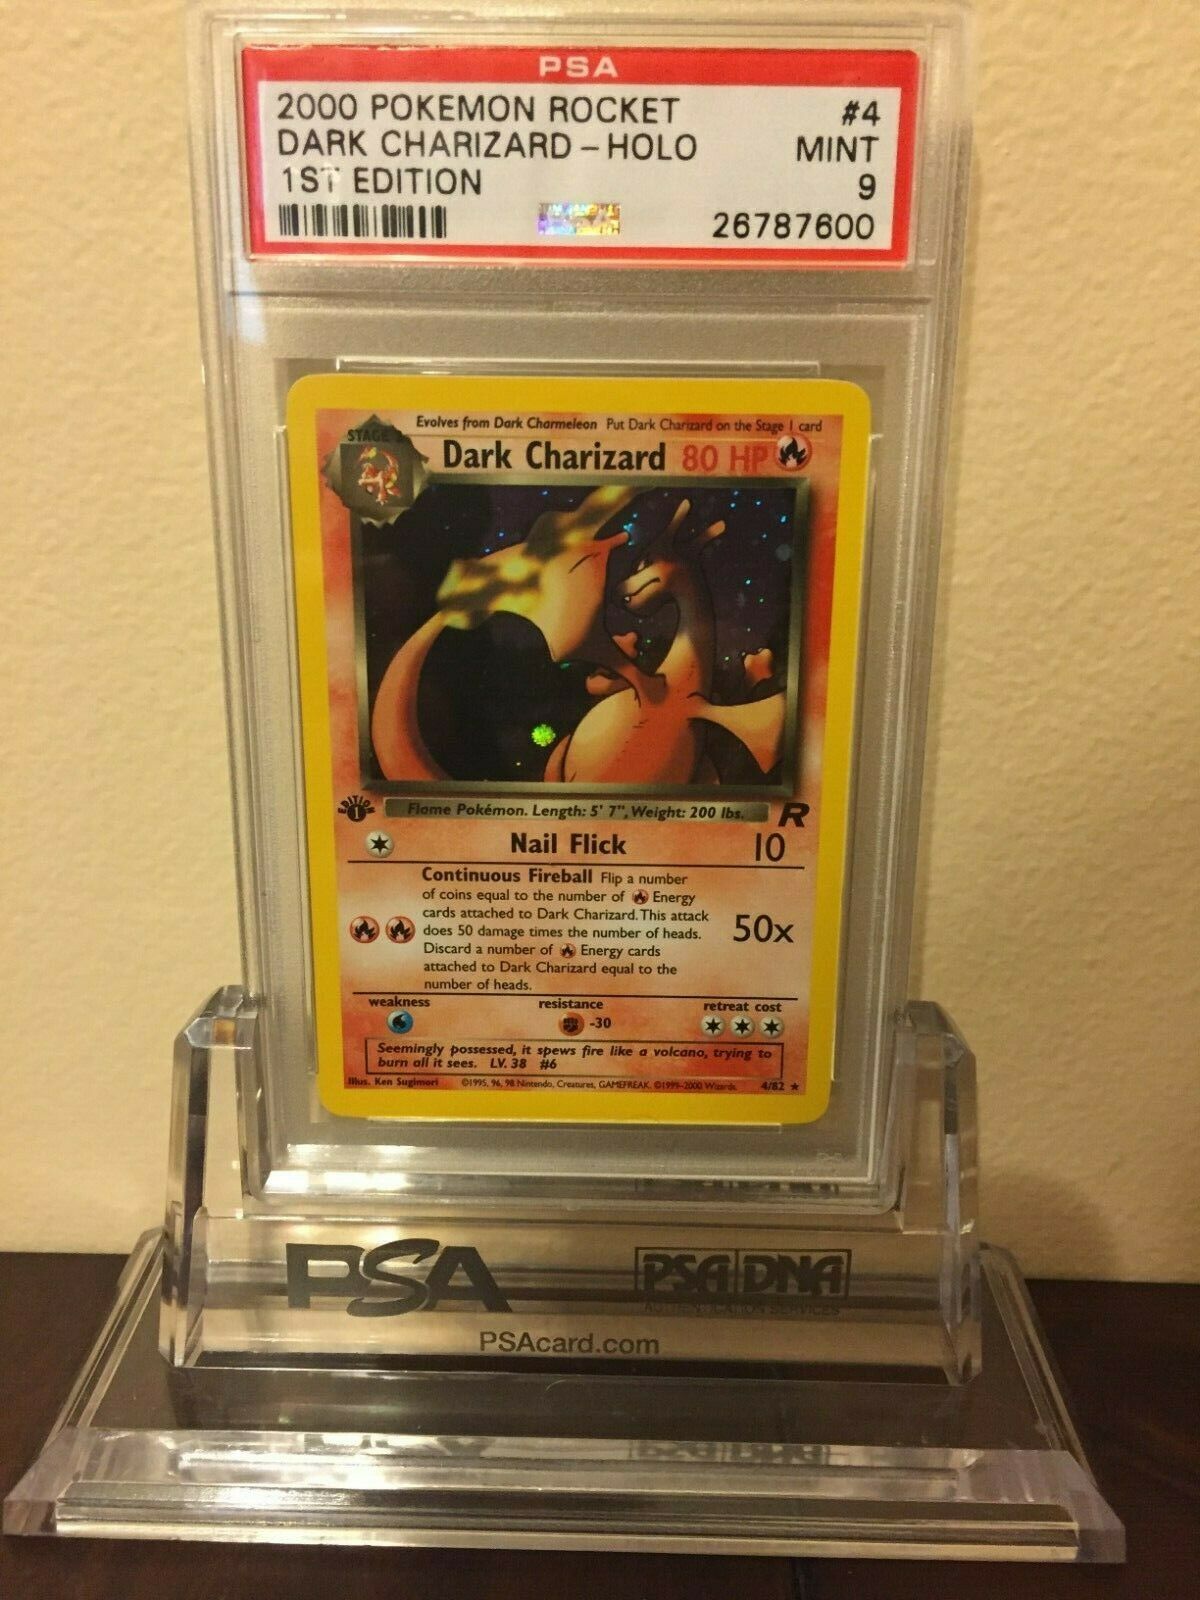 PSA
2000 POKEMON ROCKET #4
DARK CHARIZARD - HOLO MINT
1ST EDITION 9
26787600
Evolves from Dark Charmeleon Put Dark Charizard on the Stage 1 card
STAGE 2
Dark Charizard 80 HP
EDITION 1
Flame Pokémon. Length: 5' 7", Weight: 200 lbs.
R
Nail Flick 10
Continuous Fireball Flip a number
of coins equal to the number of Energy
cards attached to Dark Charizard. This attack
does 50 damage times the number of heads. 50x
Discard a number of Energy cards
attached to Dark Charizard equal to the
number of heads.
weakness resistance retreat cost
-30
Seemingly possessed, it spews fire like a volcano, trying to
burn all it sees. LV. 38 #6
Illus. Ken Sugimori ©1995, 96, 98 Nintendo, Creatures, GAMEFREAK. ©1999-2000 Wizards. 4/82 ★
PSA PSA DNA
AUTHENTICATION SERVICES
PSAcard.com